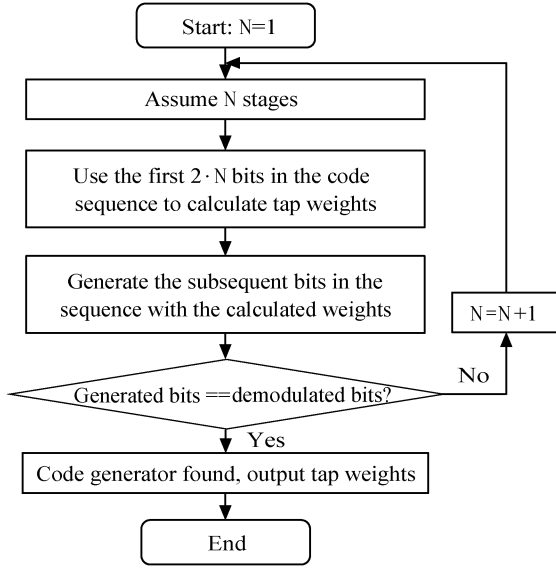 Start: N=1
Assume N stages
Use the first 2·N bits in the code
sequence to calculate tap weights
Generate the subsequent bits in the
sequence with the calculated weights
N=N+1
Generated bits ==demodulated bits?
No
Yes
Code generator found, output tap weights
End